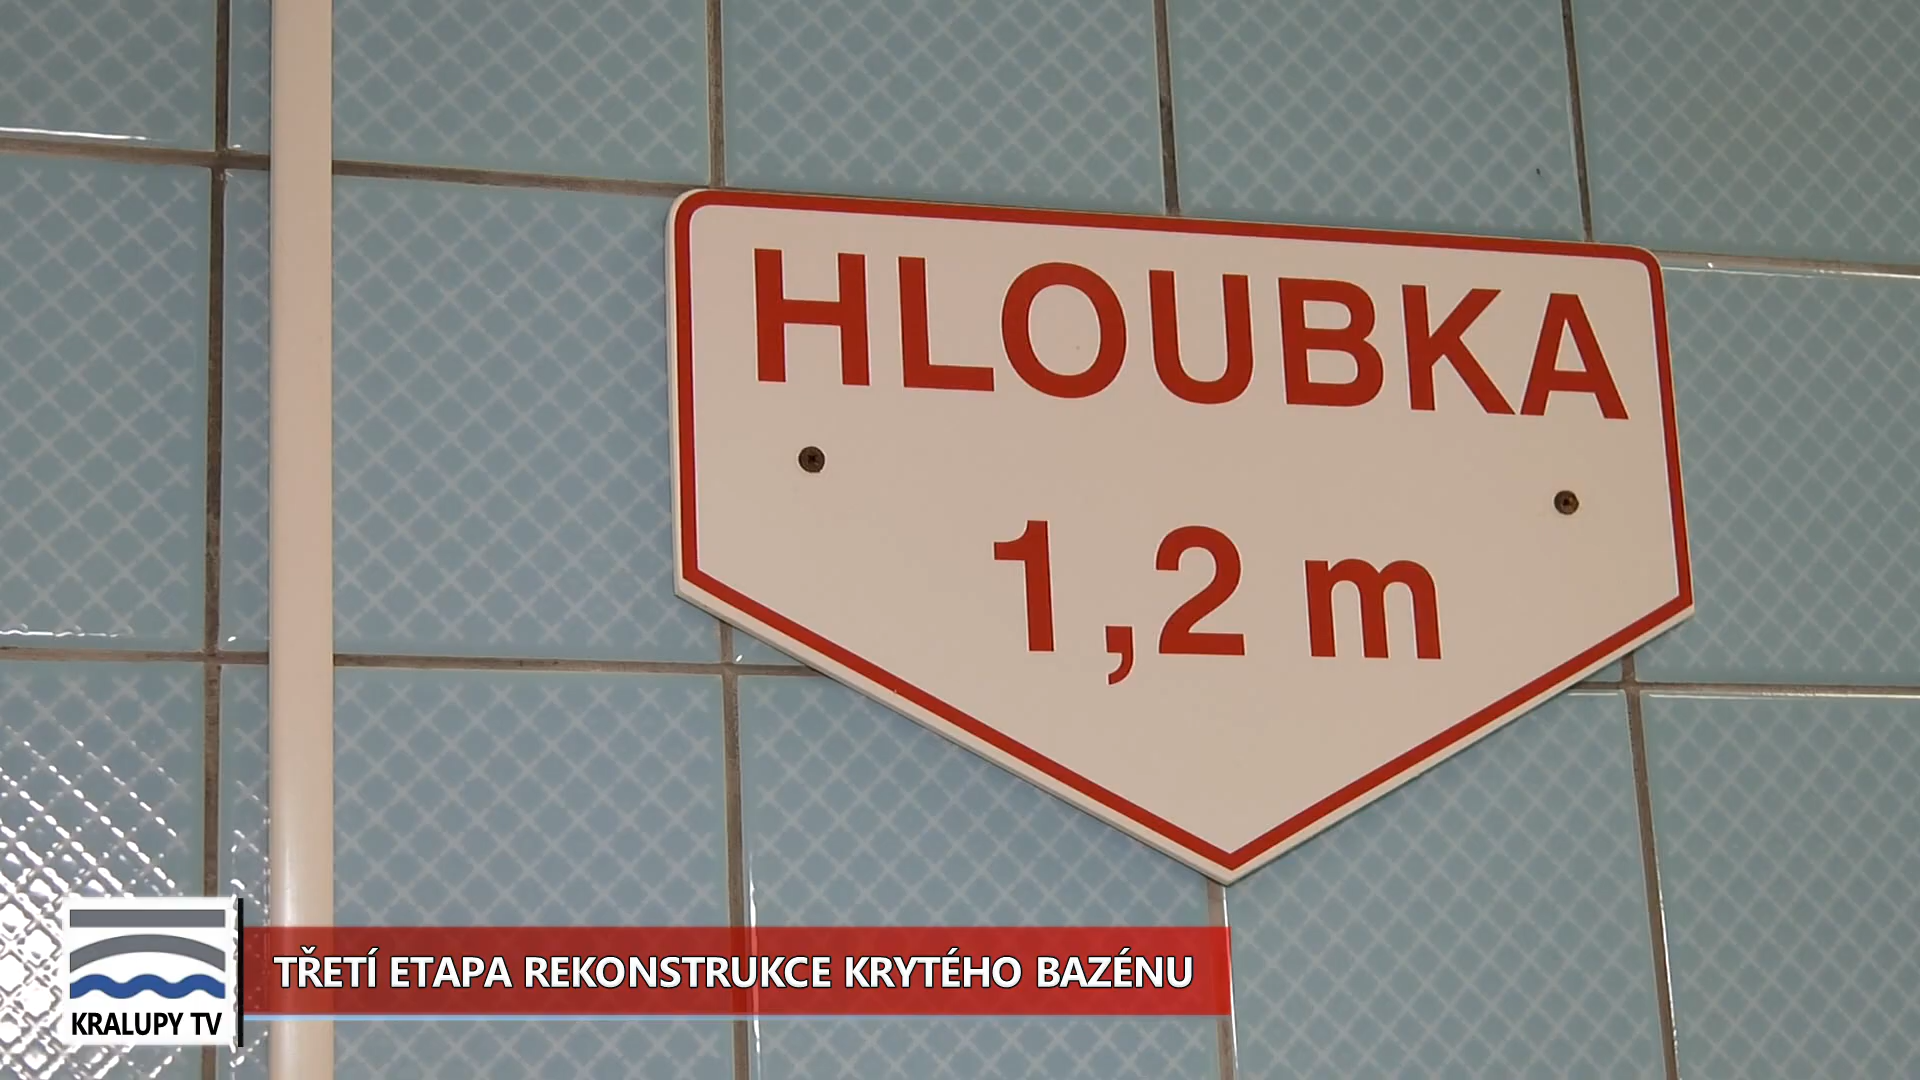 HLOUBKA
1,2 m
TŘETÍ ETAPA REKONSTRUKCE KRYTÉHO BAZÉNU
KRALUPY TV